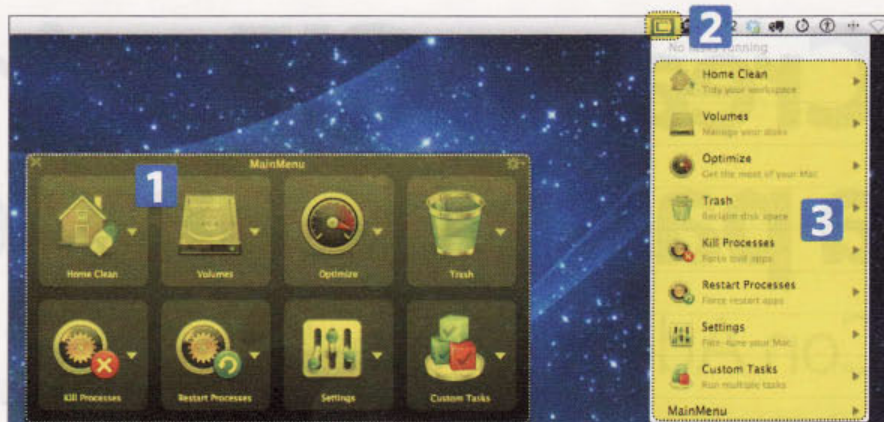 2
No tasks running
Home Clean
Tidy your workspace
Volumes
Manage your disks
Optimize
Get the most of your Mac
Trash
Reclaim disk space
3
Kill Processes
Force quit apps
Restart Processes
Force restart apps
Settings
Fine-tune your Mac
Custom Tasks
Run multiple tasks
MainMenu
MainMenu
1
Home Clean
Volumes
Optimize
Trash
Kill Processes
Restart Processes
Settings
Custom Tasks